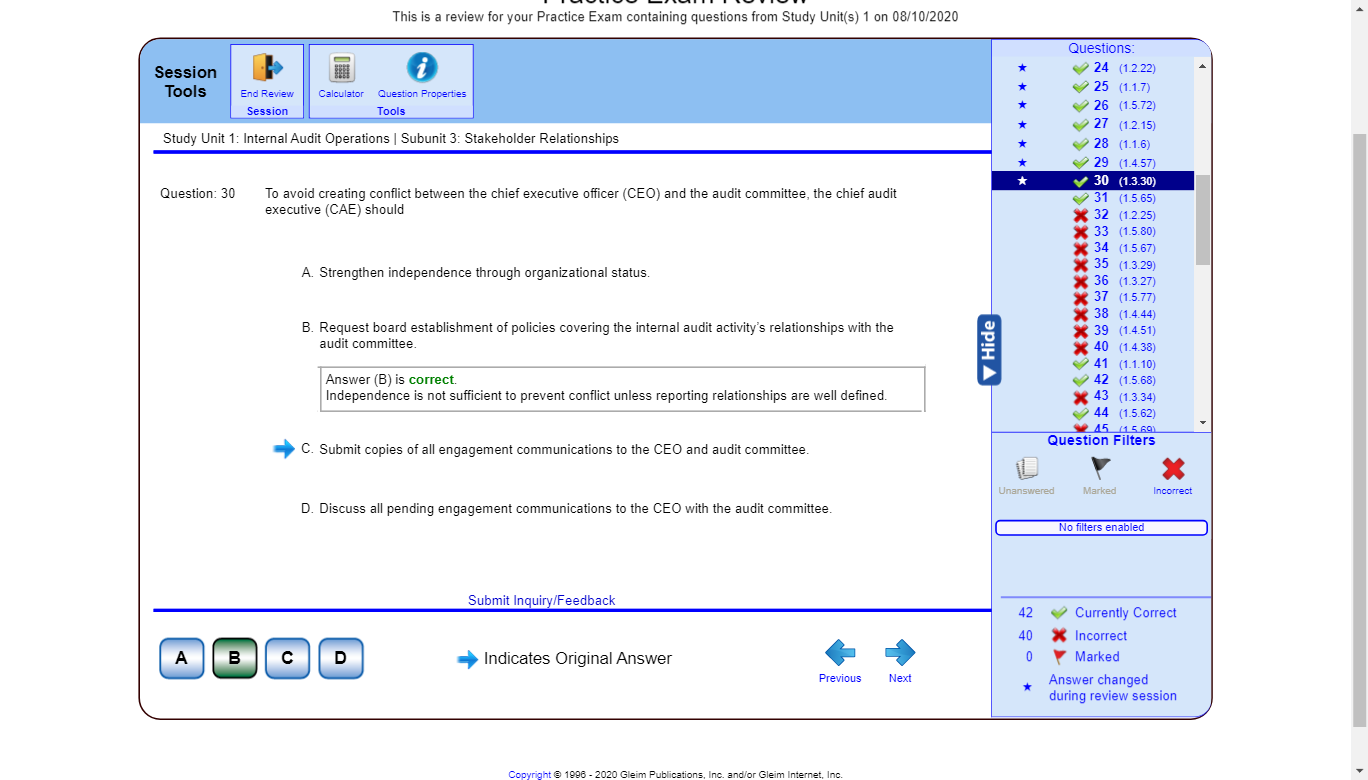 Practice Exam Review
This is a review for your Practice Exam containing questions from Study Unit(s) 1 on 08/10/2020
Session
Tools
End Review
Session
Calculator
Question Properties
Tools
Study Unit 1: Internal Audit Operations | Subunit 3: Stakeholder Relationships
Question: 30
To avoid creating conflict between the chief executive officer (CEO) and the audit committee, the chief audit
executive (CAE) should
A. Strengthen independence through organizational status.
B. Request board establishment of policies covering the internal audit activity’s relationships with the
audit committee.
Answer (B) is correct.
Independence is not sufficient to prevent conflict unless reporting relationships are well defined.
C. Submit copies of all engagement communications to the CEO and audit committee.
D. Discuss all pending engagement communications to the CEO with the audit committee.
Submit Inquiry/Feedback
A B C D
Indicates Original Answer
Previous
Next
Hide
Questions:
24 (1.2.22)
25 (1.1.7)
26 (1.5.72)
27 (1.2.15)
28 (1.1.6)
29 (1.4.57)
30 (1.3.30)
31 (1.5.65)
32 (1.2.25)
33 (1.5.80)
34 (1.5.67)
35 (1.3.29)
36 (1.3.27)
37 (1.5.77)
38 (1.4.44)
39 (1.4.51)
40 (1.4.38)
41 (1.1.10)
42 (1.5.68)
43 (1.3.34)
44 (1.5.62)
45 (1.5.69)
Question Filters
Unanswered
Marked
Incorrect
No filters enabled
42 Currently Correct
40 Incorrect
0 Marked
Answer changed
during review session
Copyright © 1996 - 2020 Gleim Publications, Inc. and/or Gleim Internet, Inc.